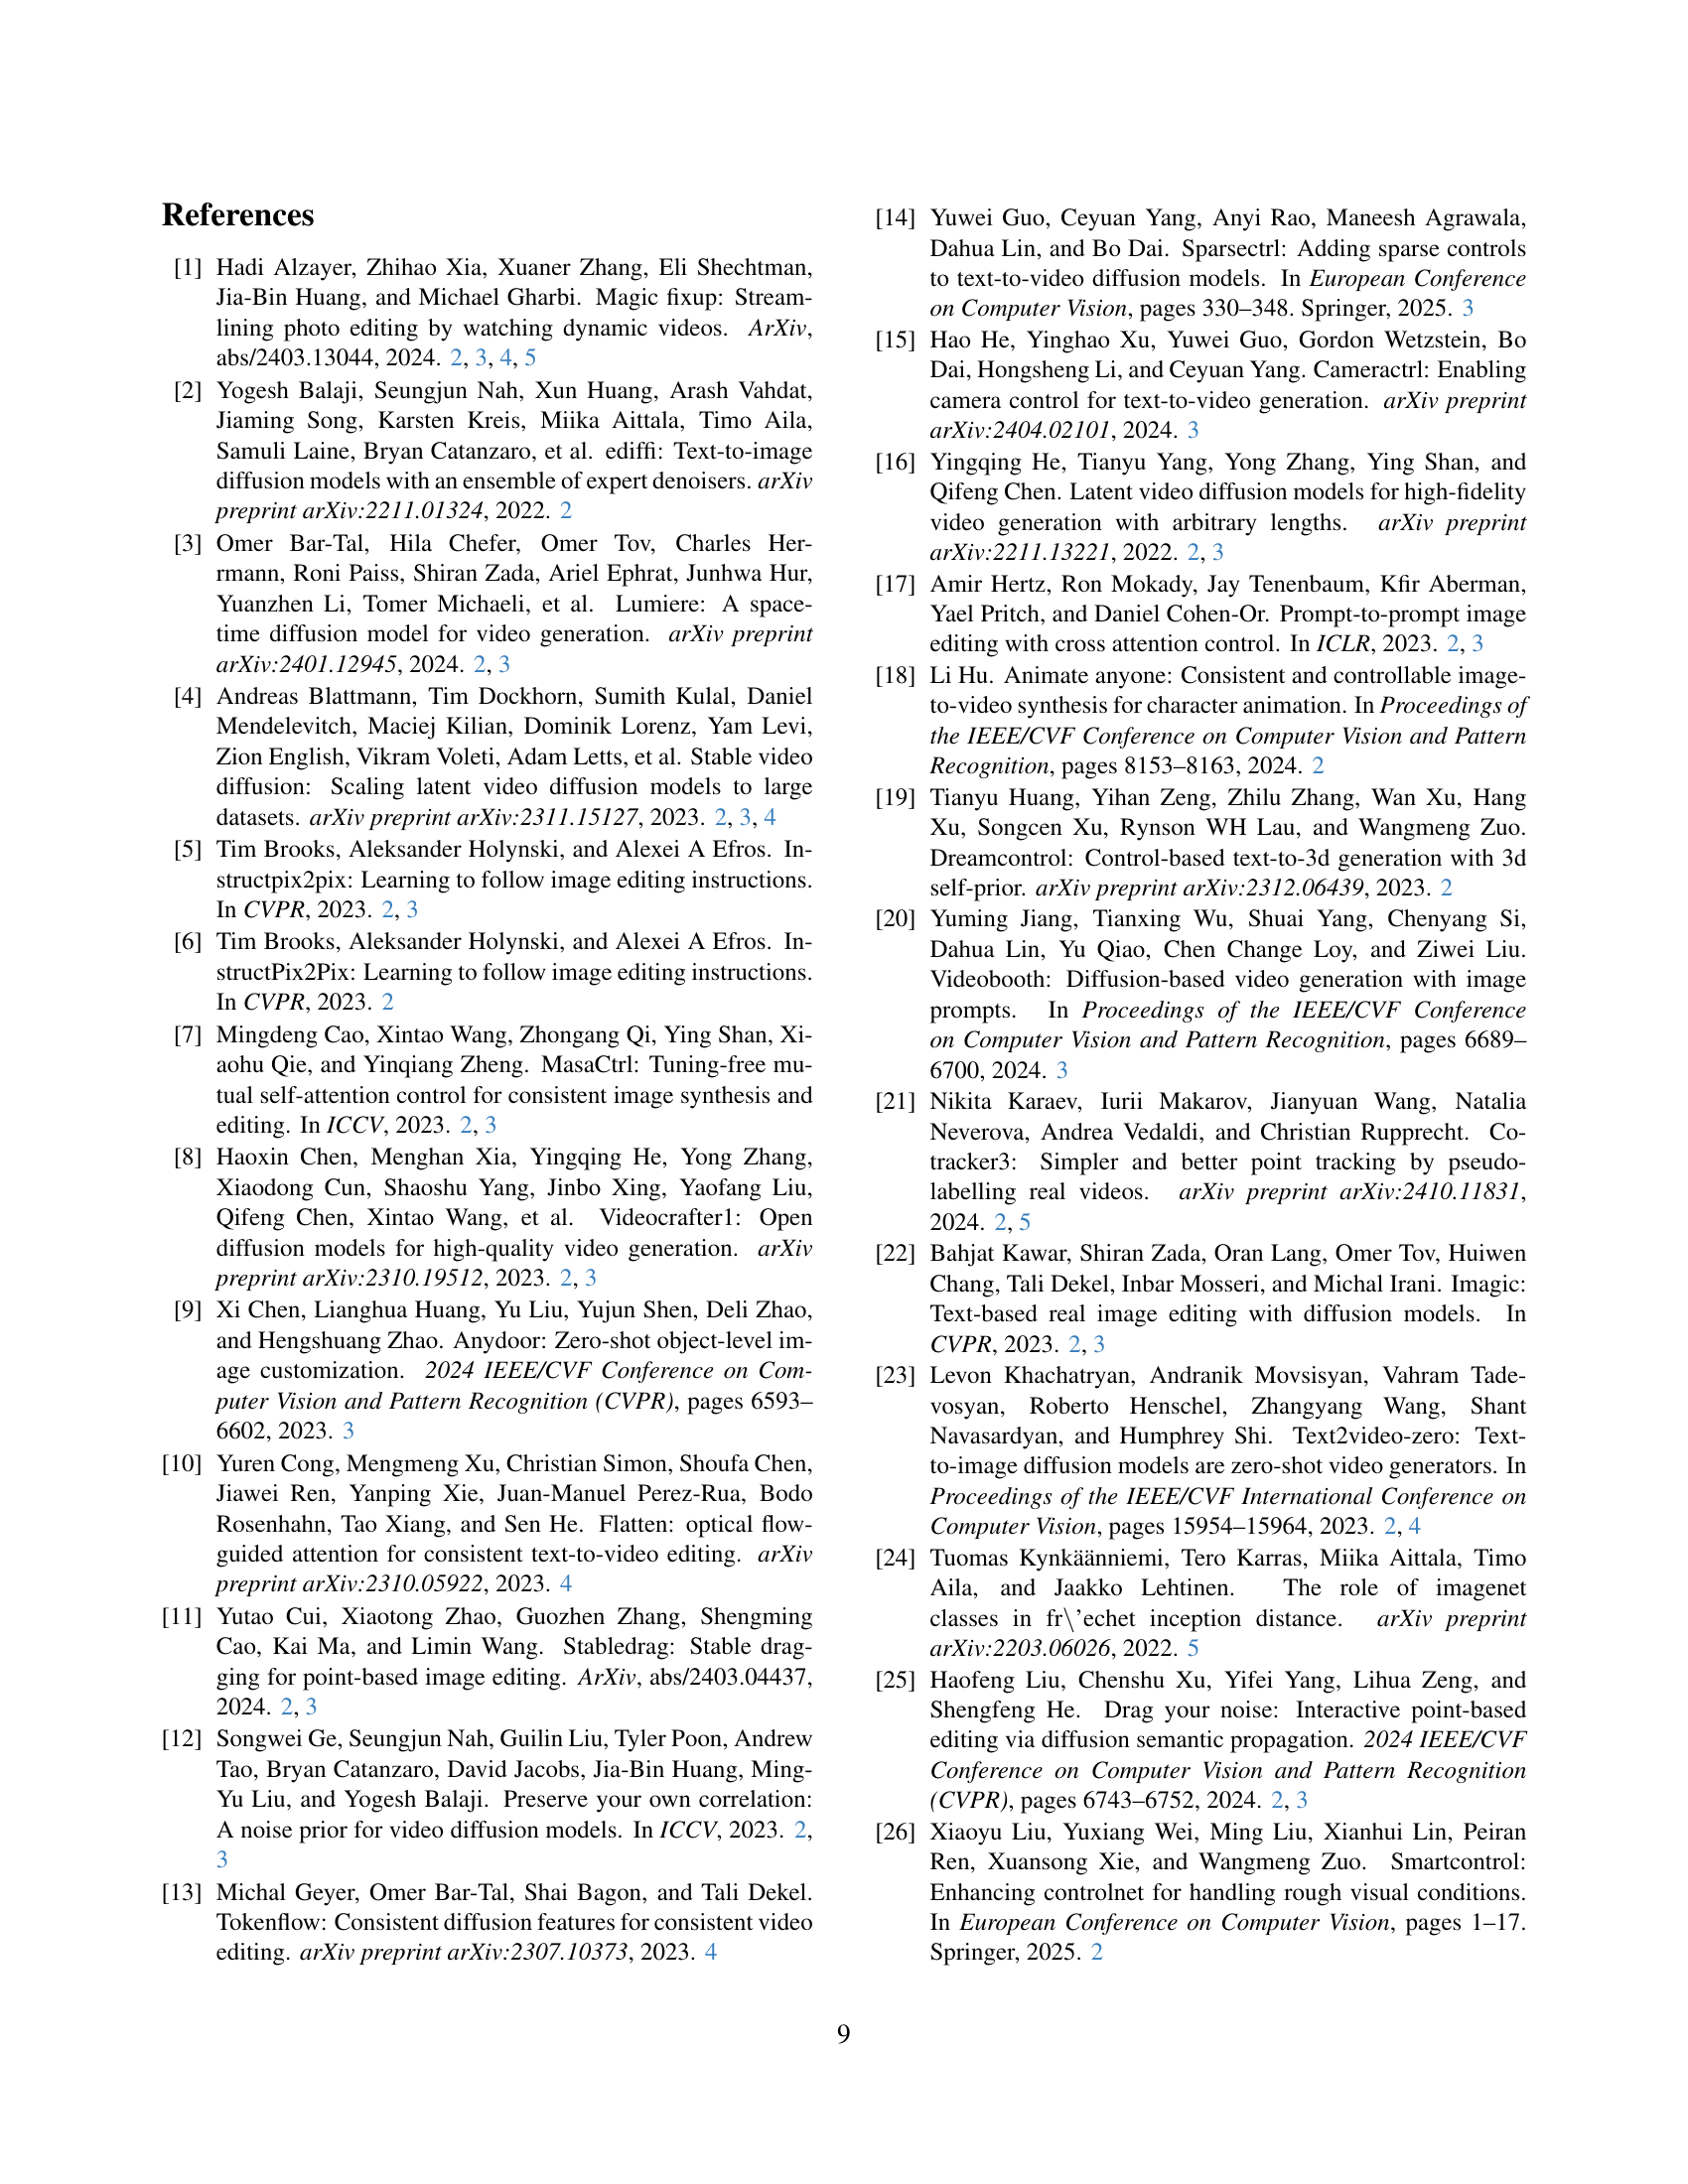 References
[1] Hadi Alzayer, Zhihao Xia, Xuaner Zhang, Eli Shechtman,
Jia-Bin Huang, and Michael Gharbi. Magic fixup: Stream-
lining photo editing by watching dynamic videos. ArXiv,
abs/2403.13044, 2024. 2, 3, 4, 5
[2] Yogesh Balaji, Seungjun Nah, Xun Huang, Arash Vahdat,
Jiaming Song, Karsten Kreis, Miika Aittala, Timo Aila,
Samuli Laine, Bryan Catanzaro, et al. ediffi: Text-to-image
diffusion models with an ensemble of expert denoisers. arXiv
preprint arXiv:2211.01324, 2022. 2
[3] Omer Bar-Tal, Hila Chefer, Omer Tov, Charles Her-
rmann, Roni Paiss, Shiran Zada, Ariel Ephrat, Junhwa Hur,
Yuanzhen Li, Tomer Michaeli, et al. Lumiere: A space-
time diffusion model for video generation. arXiv preprint
arXiv:2401.12945, 2024. 2, 3
[4] Andreas Blattmann, Tim Dockhorn, Sumith Kulal, Daniel
Mendelevitch, Maciej Kilian, Dominik Lorenz, Yam Levi,
Zion English, Vikram Voleti, Adam Letts, et al. Stable video
diffusion: Scaling latent video diffusion models to large
datasets. arXiv preprint arXiv:2311.15127, 2023. 2, 3, 4
[5] Tim Brooks, Aleksander Holynski, and Alexei A Efros. In-
structpix2pix: Learning to follow image editing instructions.
In CVPR, 2023. 2, 3
[6] Tim Brooks, Aleksander Holynski, and Alexei A Efros. In-
structPix2Pix: Learning to follow image editing instructions.
In CVPR, 2023. 2
[7] Mingdeng Cao, Xintao Wang, Zhongang Qi, Ying Shan, Xi-
aohu Qie, and Yinqiang Zheng. MasaCtrl: Tuning-free mu-
tual self-attention control for consistent image synthesis and
editing. In ICCV, 2023. 2, 3
[8] Haoxin Chen, Menghan Xia, Yingqing He, Yong Zhang,
Xiaodong Cun, Shaoshu Yang, Jinbo Xing, Yaofang Liu,
Qifeng Chen, Xintao Wang, et al. Videocrafter1: Open
diffusion models for high-quality video generation. arXiv
preprint arXiv:2310.19512, 2023. 2, 3
[9] Xi Chen, Lianghua Huang, Yu Liu, Yujun Shen, Deli Zhao,
and Hengshuang Zhao. Anydoor: Zero-shot object-level im-
age customization. 2024 IEEE/CVF Conference on Com-
puter Vision and Pattern Recognition (CVPR), pages 6593–
6602, 2023. 3
[10] Yuren Cong, Mengmeng Xu, Christian Simon, Shoufa Chen,
Jiawei Ren, Yanping Xie, Juan-Manuel Perez-Rua, Bodo
Rosenhahn, Tao Xiang, and Sen He. Flatten: optical flow-
guided attention for consistent text-to-video editing. arXiv
preprint arXiv:2310.05922, 2023. 4
[11] Yutao Cui, Xiaotong Zhao, Guozhen Zhang, Shengming
Cao, Kai Ma, and Limin Wang. Stabledrag: Stable drag-
ging for point-based image editing. ArXiv, abs/2403.04437,
2024. 2, 3
[12] Songwei Ge, Seungjun Nah, Guilin Liu, Tyler Poon, Andrew
Tao, Bryan Catanzaro, David Jacobs, Jia-Bin Huang, Ming-
Yu Liu, and Yogesh Balaji. Preserve your own correlation:
A noise prior for video diffusion models. In ICCV, 2023. 2,
3
[13] Michal Geyer, Omer Bar-Tal, Shai Bagon, and Tali Dekel.
Tokenflow: Consistent diffusion features for consistent video
editing. arXiv preprint arXiv:2307.10373, 2023. 4
[14] Yuwei Guo, Ceyuan Yang, Anyi Rao, Maneesh Agrawala,
Dahua Lin, and Bo Dai. Sparsectrl: Adding sparse controls
to text-to-video diffusion models. In European Conference
on Computer Vision, pages 330–348. Springer, 2025. 3
[15] Hao He, Yinghao Xu, Yuwei Guo, Gordon Wetzstein, Bo
Dai, Hongsheng Li, and Ceyuan Yang. Cameractrl: Enabling
camera control for text-to-video generation. arXiv preprint
arXiv:2404.02101, 2024. 3
[16] Yingqing He, Tianyu Yang, Yong Zhang, Ying Shan, and
Qifeng Chen. Latent video diffusion models for high-fidelity
video generation with arbitrary lengths. arXiv preprint
arXiv:2211.13221, 2022. 2, 3
[17] Amir Hertz, Ron Mokady, Jay Tenenbaum, Kfir Aberman,
Yael Pritch, and Daniel Cohen-Or. Prompt-to-prompt image
editing with cross attention control. In ICLR, 2023. 2, 3
[18] Li Hu. Animate anyone: Consistent and controllable image-
to-video synthesis for character animation. In Proceedings of
the IEEE/CVF Conference on Computer Vision and Pattern
Recognition, pages 8153–8163, 2024. 2
[19] Tianyu Huang, Yihan Zeng, Zhilu Zhang, Wan Xu, Hang
Xu, Songcen Xu, Rynson WH Lau, and Wangmeng Zuo.
Dreamcontrol: Control-based text-to-3d generation with 3d
self-prior. arXiv preprint arXiv:2312.06439, 2023. 2
[20] Yuming Jiang, Tianxing Wu, Shuai Yang, Chenyang Si,
Dahua Lin, Yu Qiao, Chen Change Loy, and Ziwei Liu.
Videobooth: Diffusion-based video generation with image
prompts. In Proceedings of the IEEE/CVF Conference
on Computer Vision and Pattern Recognition, pages 6689–
6700, 2024. 3
[21] Nikita Karaev, Iurii Makarov, Jianyuan Wang, Natalia
Neverova, Andrea Vedaldi, and Christian Rupprecht. Co-
tracker3: Simpler and better point tracking by pseudo-
labelling real videos. arXiv preprint arXiv:2410.11831,
2024. 2, 5
[22] Bahjat Kawar, Shiran Zada, Oran Lang, Omer Tov, Huiwen
Chang, Tali Dekel, Inbar Mosseri, and Michal Irani. Imagic:
Text-based real image editing with diffusion models. In
CVPR, 2023. 2, 3
[23] Levon Khachatryan, Andranik Movsisyan, Vahram Tade-
vosyan, Roberto Henschel, Zhangyang Wang, Shant
Navasardyan, and Humphrey Shi. Text2video-zero: Text-
to-image diffusion models are zero-shot video generators. In
Proceedings of the IEEE/CVF International Conference on
Computer Vision, pages 15954–15964, 2023. 2, 4
[24] Tuomas Kynkäänniemi, Tero Karras, Miika Aittala, Timo
Aila, and Jaakko Lehtinen. The role of imagenet
classes in fr\'echet inception distance. arXiv preprint
arXiv:2203.06026, 2022. 5
[25] Haofeng Liu, Chenshu Xu, Yifei Yang, Lihua Zeng, and
Shengfeng He. Drag your noise: Interactive point-based
editing via diffusion semantic propagation. 2024 IEEE/CVF
Conference on Computer Vision and Pattern Recognition
(CVPR), pages 6743–6752, 2024. 2, 3
[26] Xiaoyu Liu, Yuxiang Wei, Ming Liu, Xianhui Lin, Peiran
Ren, Xuansong Xie, and Wangmeng Zuo. Smartcontrol:
Enhancing controlnet for handling rough visual conditions.
In European Conference on Computer Vision, pages 1–17.
Springer, 2025. 2
9